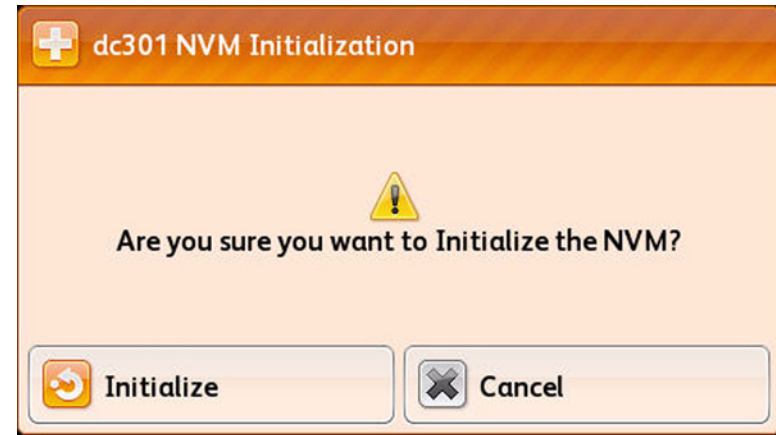 dc301 NVM Initialization
Are you sure you want to Initialize the NVM?
Initialize
Cancel